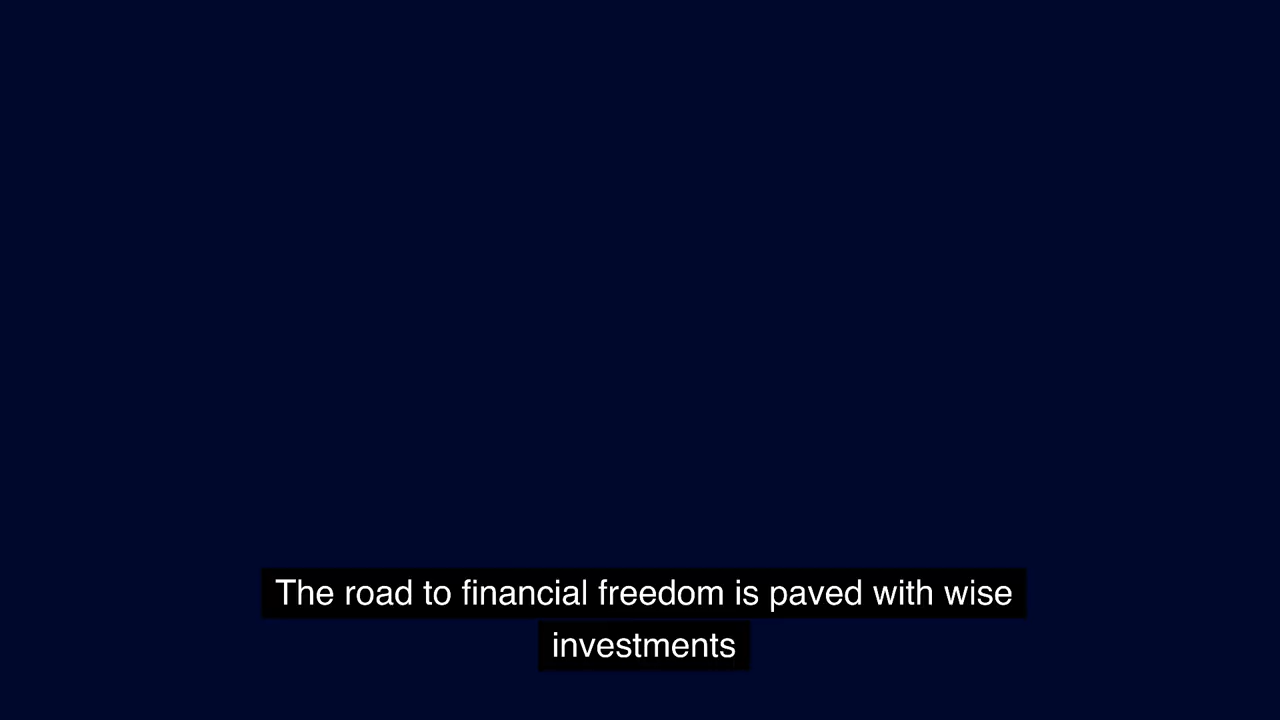 The road to financial freedom is paved with wise
investments